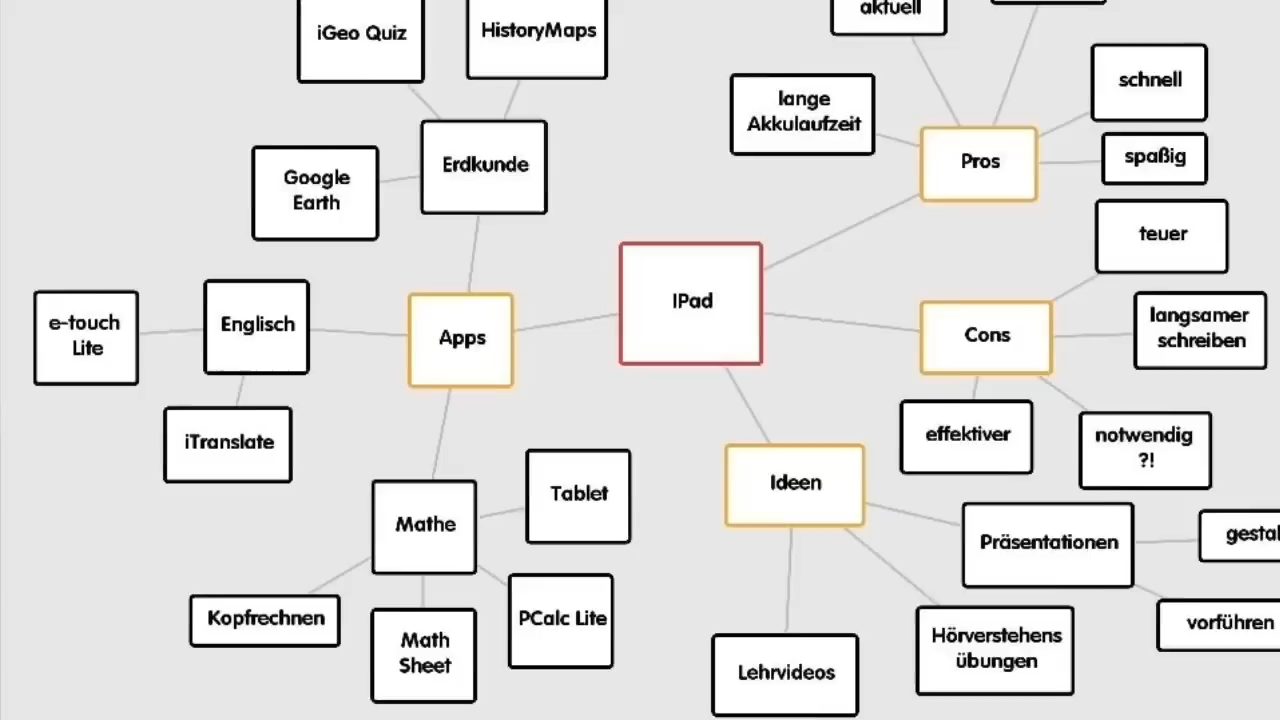 iGeo Quiz
HistoryMaps
aktuell
lange
Akkulaufzeit
schnell
Pros
spaßig
Erdkunde
Google
Earth
teuer
IPad
e-touch
Lite
Englisch
Apps
Cons
langsamer
schreiben
iTranslate
effektiver
notwendig
?!
Ideen
Tablet
Mathe
Präsentationen
gestal
Kopfrechnen
PCalc Lite
Math
Sheet
Hörverstehens
übungen
vorführen
Lehrvideos